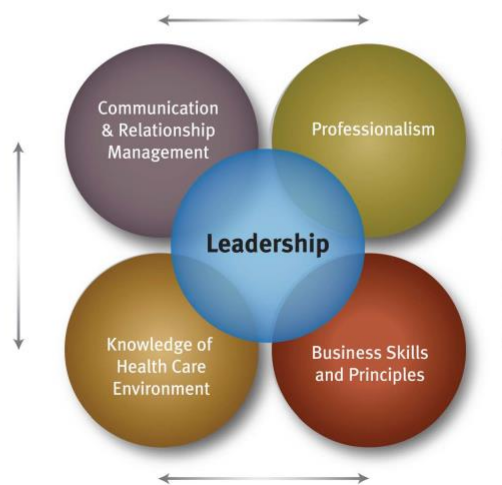 Communication
& Relationship
Management
Professionalism
Leadership
Knowledge of
Health Care
Environment
Business Skills
and Principles